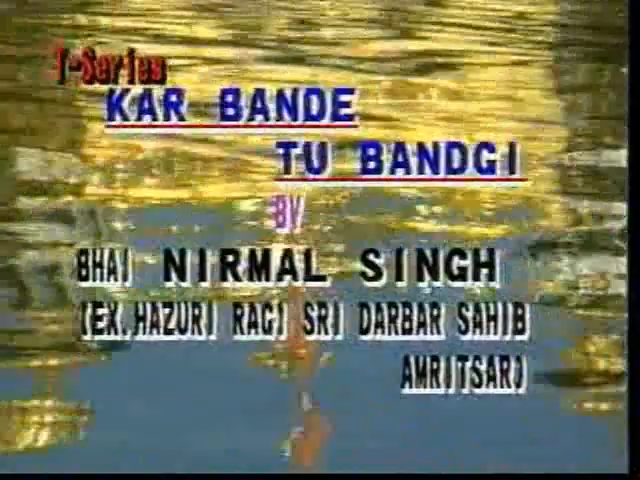 T-Series
KAR BANDE
TU BANDGI
BY
BHAI NIRMAL SINGH
(EX.HAZURI RAGI SRI DARBAR SAHIB
AMRITSAR)